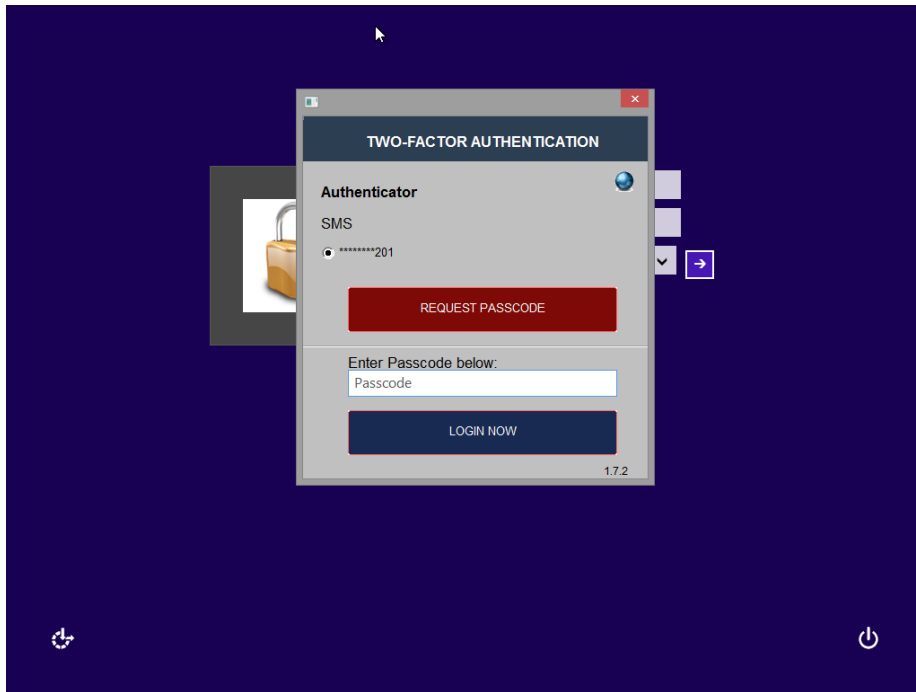 TWO-FACTOR AUTHENTICATION
Authenticator
SMS
********201
REQUEST PASSCODE
Enter Passcode below:
Passcode
LOGIN NOW
1.7.2